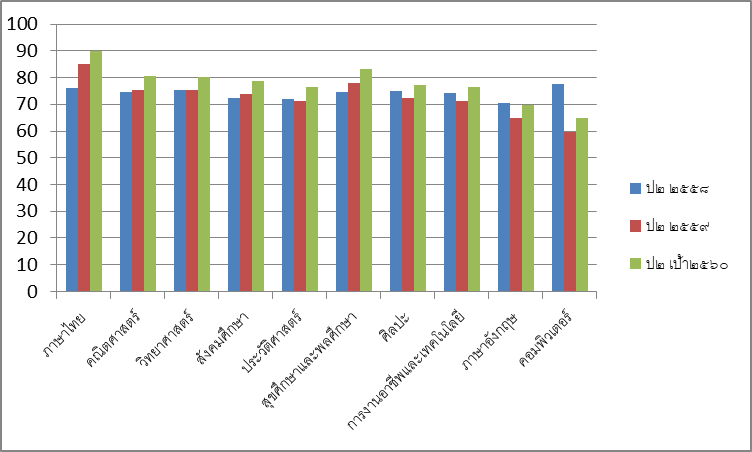 100
90
80
70
60
50
40
30
20
10
0
ภาษาไทย
คณิตศาสตร์
วิทยาศาสตร์
สังคมศึกษา
ประวัติศาสตร์
สุขศึกษาและพลศึกษา
ศิลปะ
การงานอาชีพและเทคโนโลยี
ภาษาอังกฤษ
คอมพิวเตอร์
ป๒ ๒๕๕๘
ป๒ ๒๕๕๙
ป๒ เป้า๒๕๖๐